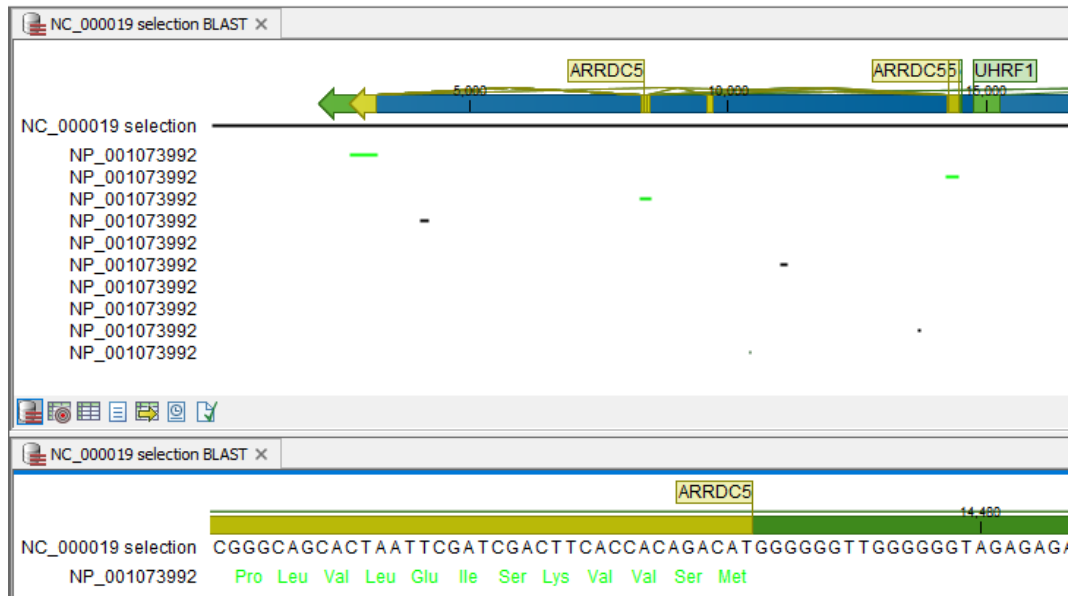 NC_000019 selection BLAST
ARRDC5 ARRDC55 UHRF1
5,000 10,000 15,000
NC_000019 selection
NP_001073992
NP_001073992
NP_001073992
NP_001073992
NP_001073992
NP_001073992
NP_001073992
NP_001073992
NP_001073992
NP_001073992
NC_000019 selection BLAST
ARRDC5
14,480
NC_000019 selection CGGGCAGCACTAATTCGATCGACTTCACCACAGACATGGGGGGTTGGGGGGTAGAGAGA
NP_001073992 Pro Leu Val Leu Glu Ile Ser Lys Val Val Ser Met